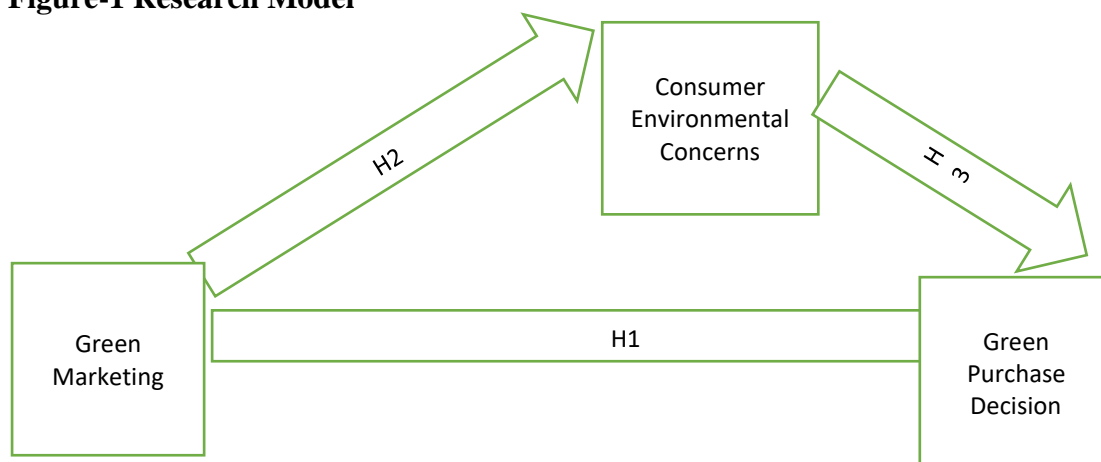 Figure-1 Research Model
Consumer
Environmental
Concerns
H2
H
3
H1
Green
Marketing
Green
Purchase
Decision